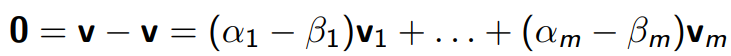 0 = v − v = (α₁ − β₁)v₁ + … + (αₘ − βₘ)vₘ